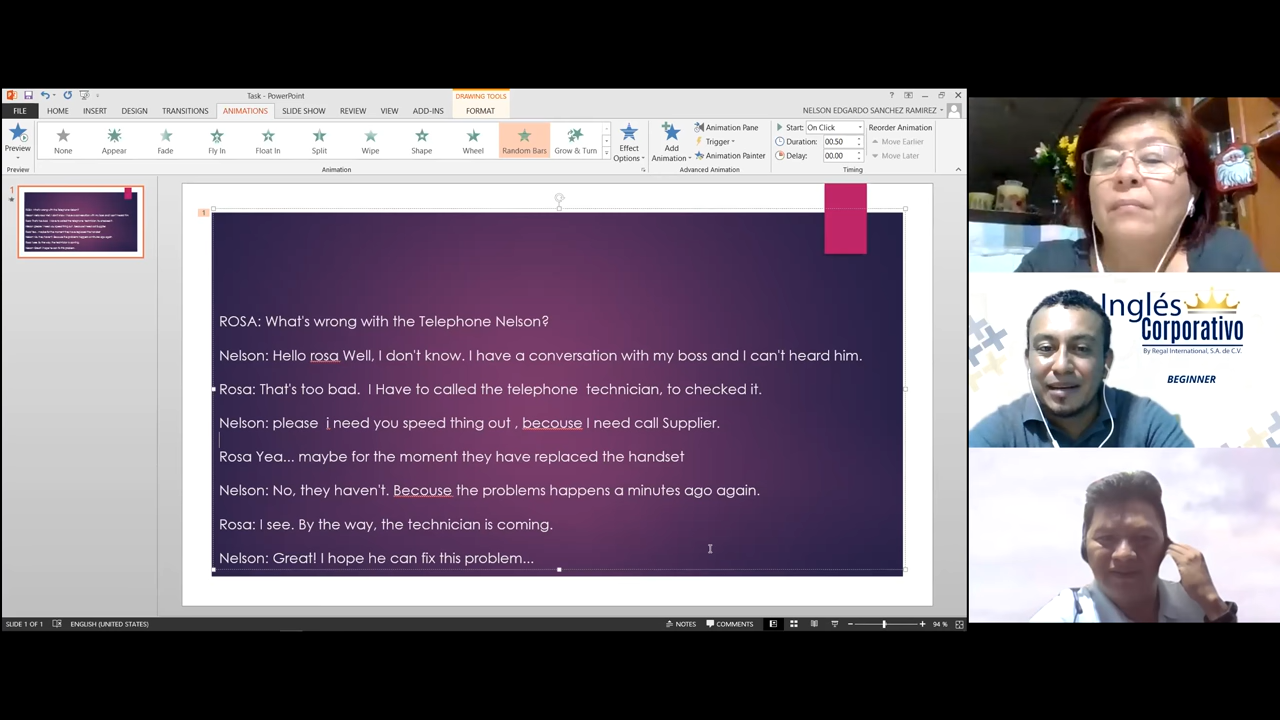 Task - PowerPoint
?
FILE
HOME
INSERT
DESIGN
TRANSITIONS
ANIMATIONS
SLIDE SHOW
REVIEW
VIEW
ADD-INS
DRAWING TOOLS
FORMAT
NELSON EDGARDO SANCHEZ RAMIREZ
Preview
None
Appear
Fade
Fly In
Float In
Split
Wipe
Shape
Wheel
Random Bars
Grow & Turn
Effect
Options
Add
Animation
Animation Pane
Trigger
Animation Painter
Start: On Click
Duration: 00.50
Delay: 00.00
Reorder Animation
Move Earlier
Move Later
Preview
Animation
Advanced Animation
Timing
1
1
ROSA: What's wrong with the Telephone Nelson?
Nelson: Hello rosa Well, I don't know. I have a conversation with my boss and I can't heard him.
Rosa: That's too bad.  I Have to called the telephone  technician, to checked it.
Nelson: please  i need you speed thing out , becouse I need call Supplier.
Rosa Yea... maybe for the moment they have replaced the handset
Nelson: No, they haven't. Becouse the problems happens a minutes ago again.
Rosa: I see. By the way, the technician is coming.
Nelson: Great! I hope he can fix this problem...
SLIDE 1 OF 1
ENGLISH (UNITED STATES)
NOTES
COMMENTS
94 %
Inglés
Corporativo
By Regal International, S.A. de C.V.
BEGINNER